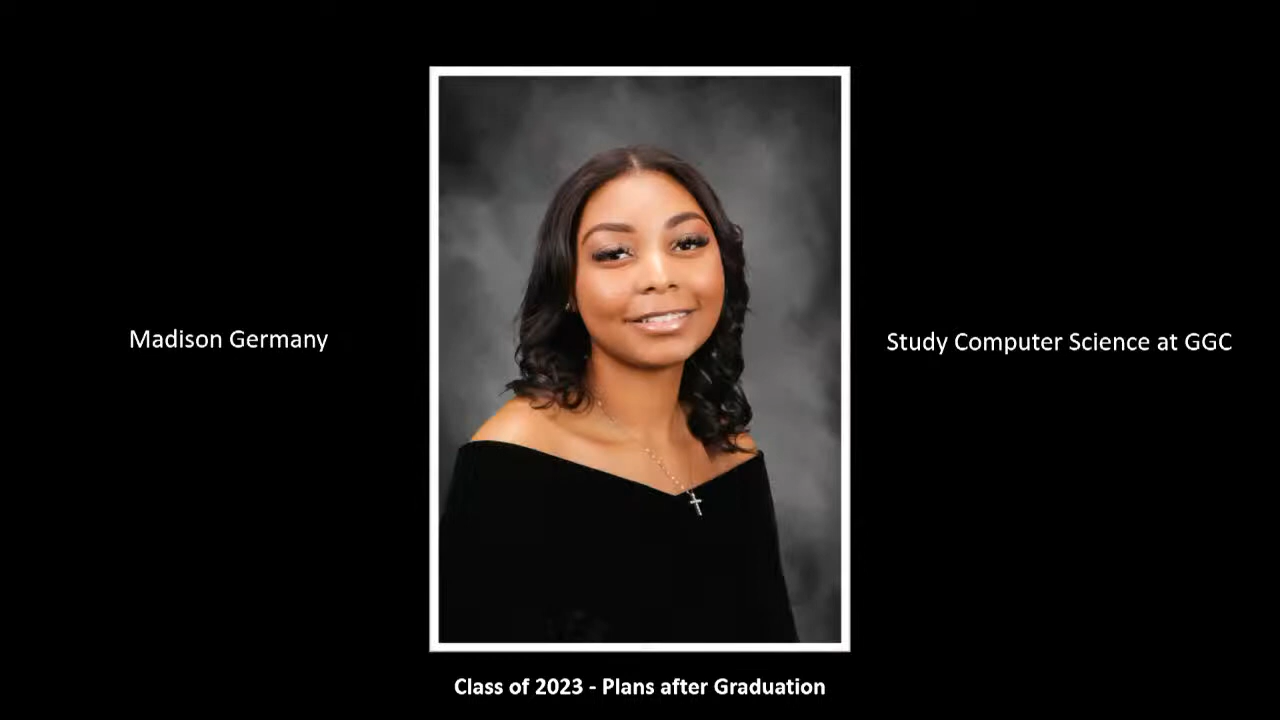 Madison Germany
Study Computer Science at GGC
Class of 2023 - Plans after Graduation